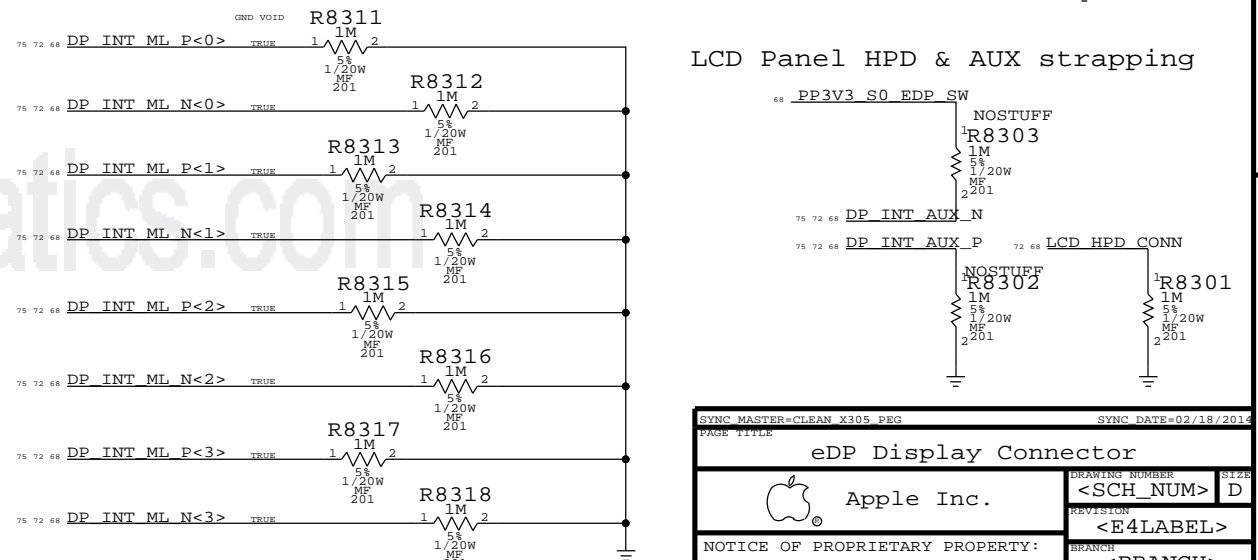 GND VOID
R8311
1M
75 72 68 DP_INT_ML_P<0> TRUE 1 2
5%
1/20W
MF
201
R8312
1M
75 72 68 DP_INT_ML_N<0> TRUE 1 2
5%
1/20W
MF
201
R8313
1M
75 72 68 DP_INT_ML_P<1> TRUE 1 2
5%
1/20W
MF
201
R8314
1M
75 72 68 DP_INT_ML_N<1> TRUE 1 2
5%
1/20W
MF
201
R8315
1M
75 72 68 DP_INT_ML_P<2> TRUE 1 2
5%
1/20W
MF
201
R8316
1M
75 72 68 DP_INT_ML_N<2> TRUE 1 2
5%
1/20W
MF
201
R8317
1M
75 72 68 DP_INT_ML_P<3> TRUE 1 2
5%
1/20W
MF
201
R8318
1M
75 72 68 DP_INT_ML_N<3> TRUE 1 2
5%
1/20W
MF
atics.com
LCD Panel HPD & AUX strapping
68 PP3V3_S0_EDP_SW
NOSTUFF
1 R8303
1M
5%
1/20W
MF
2 201
75 72 68 DP_INT_AUX_N
75 72 68 DP_INT_AUX_P
NOSTUFF
1 R8302
1M
5%
1/20W
MF
2 201
72 68 LCD_HPD_CONN
1 R8301
1M
5%
1/20W
MF
2 201
SYNC_MASTER=CLEAN_X305_PEG SYNC_DATE=02/18/2014
PAGE TITLE
eDP Display Connector
Apple Inc.
®
DRAWING NUMBER
<SCH_NUM>
SIZE
D
REVISION
<E4LABEL>
BRANCH
<BRANCH>
NOTICE OF PROPRIETARY PROPERTY: